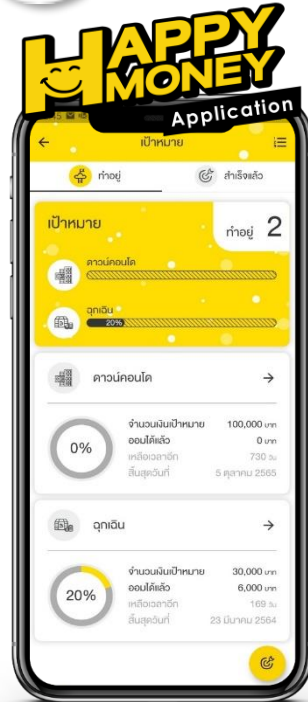 HAPPY
MONEY
Application
← เป้าหมาย
ทำอยู่ สำเร็จแล้ว
เป้าหมาย
ทำอยู่ 2
ดาวน์คอนโด
ฉุกเฉิน
20%
ดาวน์คอนโด →
0%
จำนวนเงินเป้าหมาย 100,000 บาท
ออมได้แล้ว 0 บาท
เหลือเวลาอีก 730 วัน
สิ้นสุดวันที่ 5 ตุลาคม 2565
ฉุกเฉิน →
20%
จำนวนเงินเป้าหมาย 30,000 บาท
ออมได้แล้ว 6,000 บาท
เหลือเวลาอีก 169 วัน
สิ้นสุดวันที่ 23 มีนาคม 2564